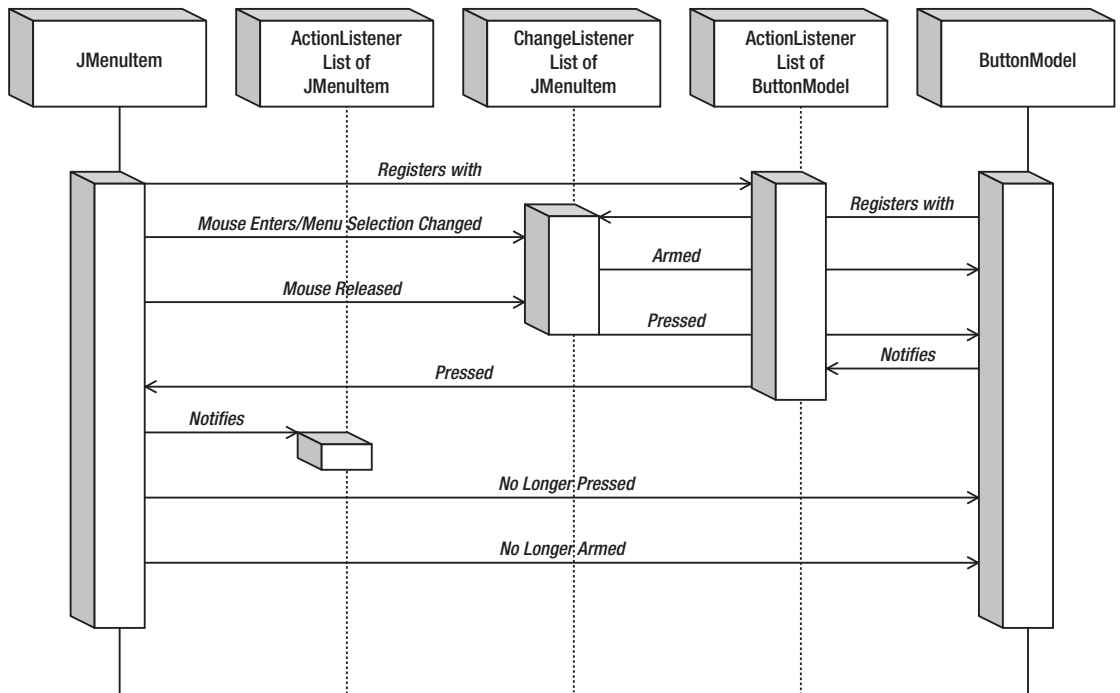 JMenuItem
ActionListener
List of
JMenuItem
ChangeListener
List of
JMenuItem
ActionListener
List of
ButtonModel
ButtonModel
Registers with
Registers with
Mouse Enters/Menu Selection Changed
Armed
Mouse Released
Pressed
Notifies
Pressed
Notifies
No Longer Pressed
No Longer Armed